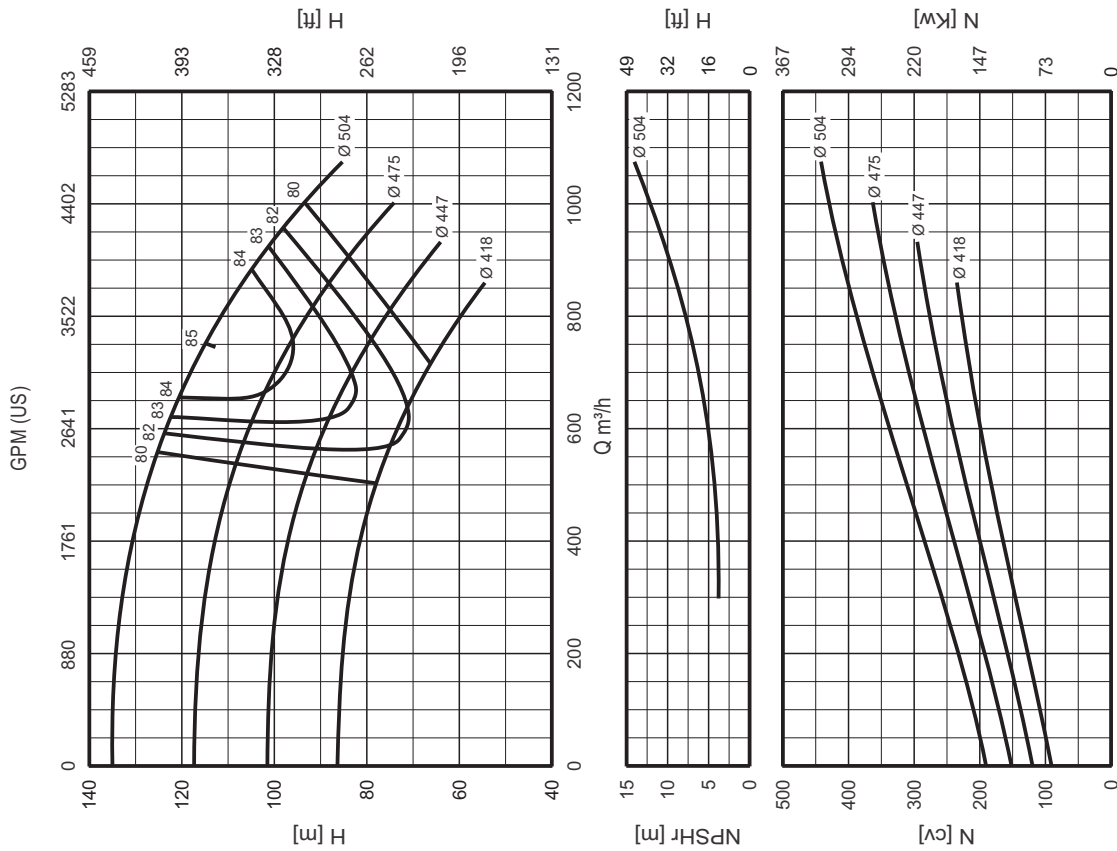 GPM (US)
0 880 1761 2641 3522 4402 5283
H [m]
140
120
100
80
60
40
80 82 83 84 85 84 83 82 80
Ø 504
Ø 475
Ø 447
Ø 418
H [ft]
459
393
328
262
196
131
0 200 400 600 800 1000 1200
Q m³/h
NPSHr [m]
15
10
5
0
Ø 504
H [ft]
49
32
16
0
N [cv]
500
400
300
200
100
0
Ø 504
Ø 475
Ø 447
Ø 418
N [Kw]
367
294
220
147
73
0